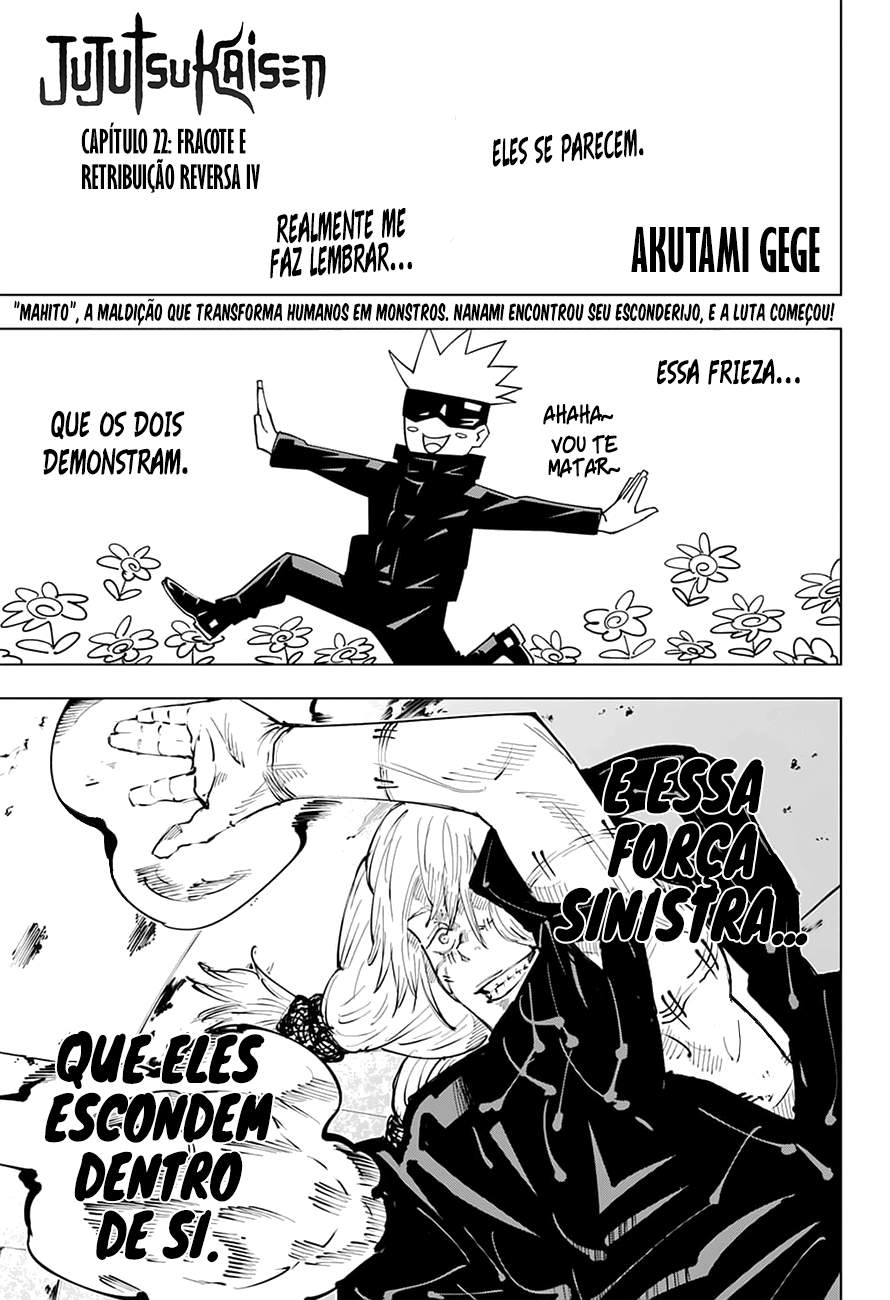 JUJUTSU KAISEN
CAPÍTULO 22: FRACOTE E
RETRIBUIÇÃO REVERSA IV
ELES SE PARECEM.
REALMENTE ME
FAZ LEMBRAR...
AKUTAMI GEGE
"MAHITO", A MALDIÇÃO QUE TRANSFORMA HUMANOS EM MONSTROS. NANAMI ENCONTROU SEU ESCONDERIJO, E A LUTA COMEÇOU!
ESSA FRIEZA...
AHAHA~
VOU TE
MATAR~
QUE OS DOIS
DEMONSTRAM.
E ESSA
FORÇA
SINISTRA...
QUE ELES
ESCONDEM
DENTRO
DE SI.